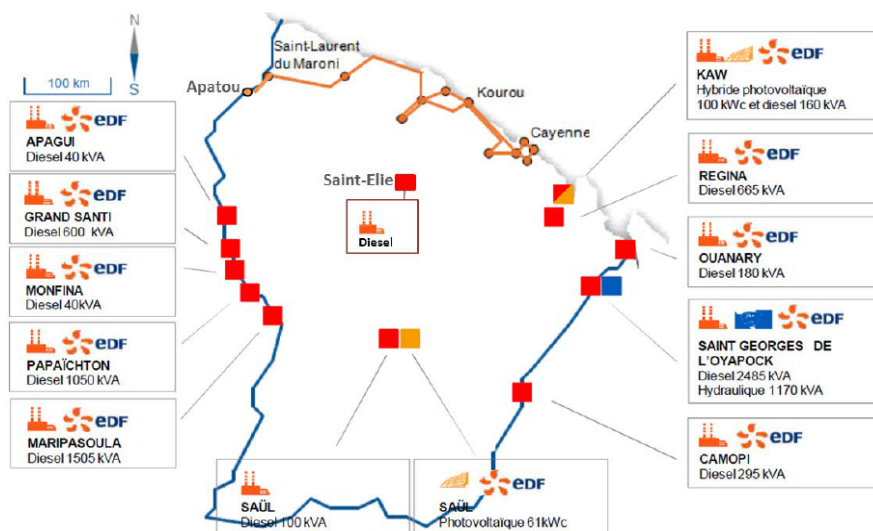 N
100 km
S
Saint-Laurent
du Maroni
Apatou
Kourou
Cayenne
Saint-Elie
Diesel
eDF
APAGUI
Diesel 40 kVA
eDF
GRAND SANTI
Diesel 600 kVA
eDF
MONFINA
Diesel 40kVA
eDF
PAPAÏCHTON
Diesel 1050 kVA
eDF
MARIPASOULA
Diesel 1505 kVA
SAÜL
Diesel 100 kVA
eDF
SAÜL
Photovoltaïque 61kWc
eDF
KAW
Hybride photovoltaïque
100 kWc et diesel 160 kVA
eDF
REGINA
Diesel 665 kVA
eDF
OUANARY
Diesel 180 kVA
eDF
SAINT GEORGES DE
L'OYAPOCK
Diesel 2485 kVA
Hydraulique 1170 kVA
eDF
CAMOPI
Diesel 295 kVA